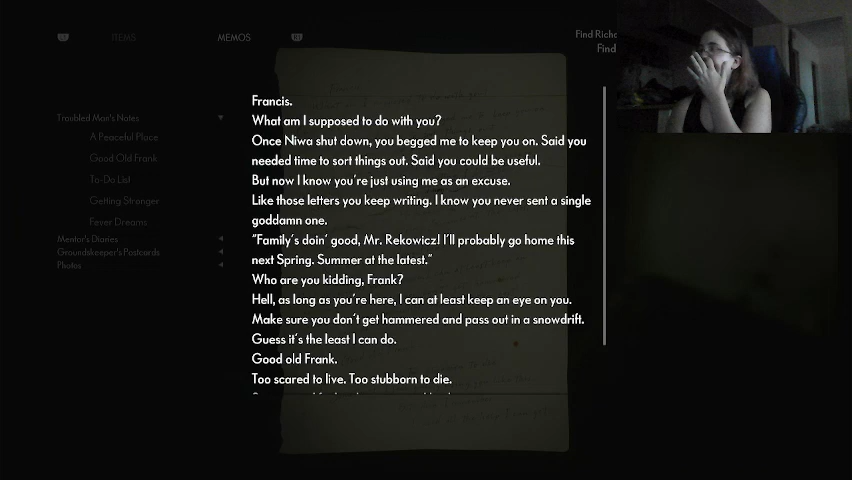 LT
ITEMS
MEMOS
Find Richa
Find
Troubled Man's Notes
A Peaceful Place
Good Old Frank
To-Do List
Getting Stronger
Fever Dreams
Mentor's Diaries
Groundskeeper's Postcards
Photos
Francis.
What am I supposed to do with you?
Once Niwa shut down, you begged me to keep you on. Said you
needed time to sort things out. Said you could be useful.
But now I know you're just using me as an excuse.
Like those letters you keep writing. I know you never sent a single
goddamn one.
"Family's doin' good, Mr. Rekowicz! I'll probably go home this
next Spring. Summer at the latest."
Who are you kidding, Frank?
Hell, as long as you're here, I can at least keep an eye on you.
Make sure you don't get hammered and pass out in a snowdrift.
Guess it's the least I can do.
Good old Frank.
Too scared to live. Too stubborn to die.